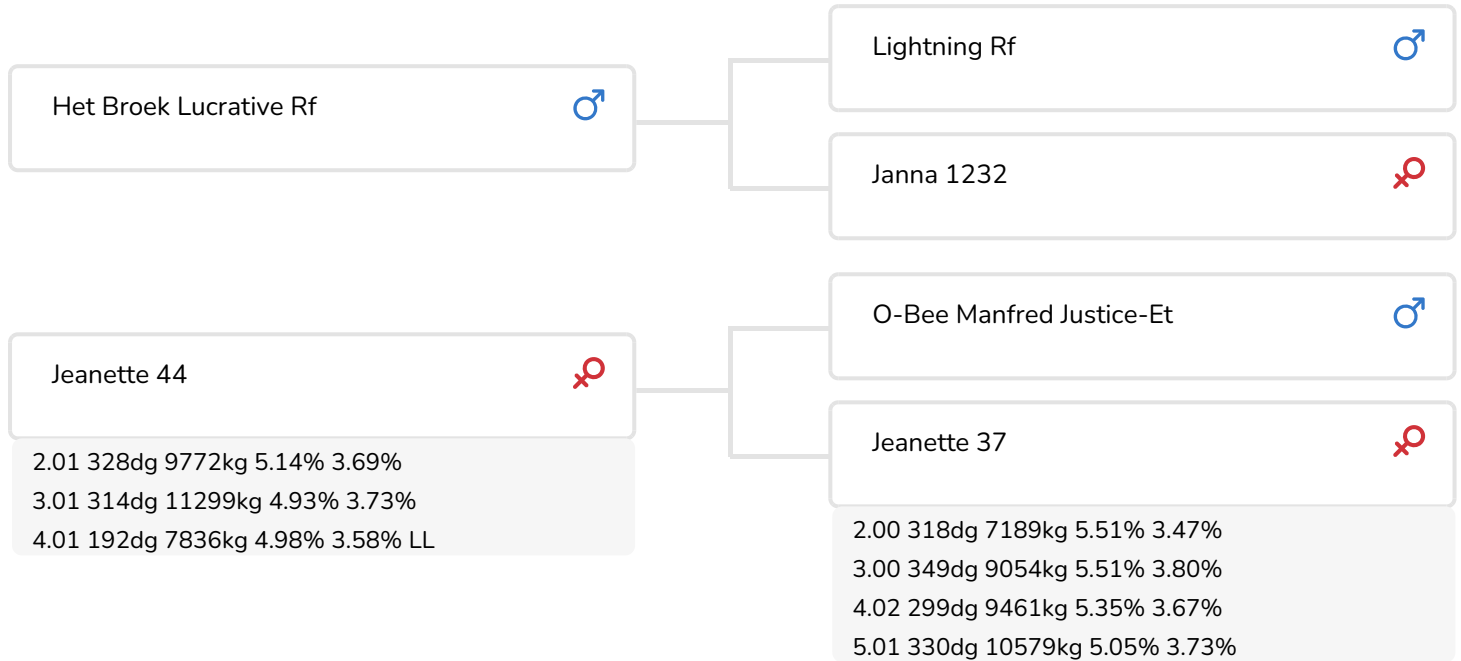 Het Broek Lucrative Rf
Lightning Rf
Janna 1232
Jeanette 44
2.01 328dg 9772kg 5.14% 3.69%
3.01 314dg 11299kg 4.93% 3.73%
4.01 192dg 7836kg 4.98% 3.58% LL
O-Bee Manfred Justice-Et
Jeanette 37
2.00 318dg 7189kg 5.51% 3.47%
3.00 349dg 9054kg 5.51% 3.80%
4.02 299dg 9461kg 5.35% 3.67%
5.01 330dg 10579kg 5.05% 3.73%